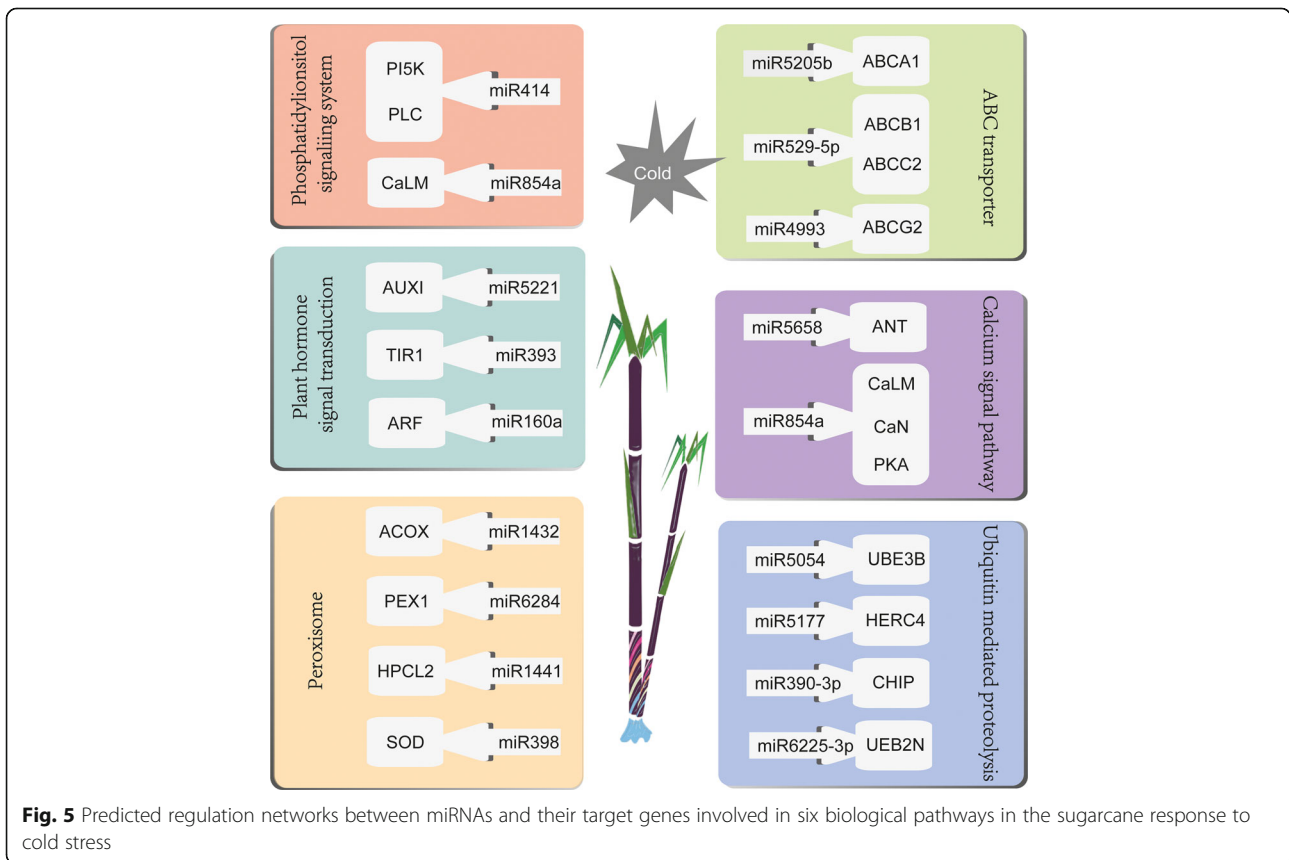 Phosphatidylionsitol
signaliing system
PI5K
PLC
miR414
CaLM
miR854a
Plant hormone
signal transduction
AUXI
miR5221
TIR1
miR393
ARF
miR160a
Peroxisome
ACOX
miR1432
PEX1
miR6284
HPCL2
miR1441
SOD
miR398
Cold
miR5205b
ABCA1
miR529-5p
ABCB1
ABCC2
miR4993
ABCG2
ABC transporter
miR5658
ANT
miR854a
CaLM
CaN
PKA
Calcium signal pathway
miR5054
UBE3B
miR5177
HERC4
miR390-3p
CHIP
miR6225-3p
UEB2N
Ubiquitin mediated proteolysis
Fig. 5 Predicted regulation networks between miRNAs and their target genes involved in six biological pathways in the sugarcane response to
cold stress